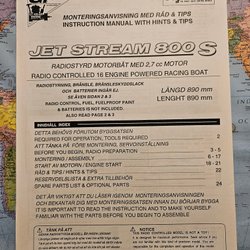 MONTERINGSANVISNING MED RÅD & TIPS
INSTRUCTION MANUAL WITH HINTS & TIPS
JET STREAM 800 S
RADIOSTYRD MOTORBÅT MED 2,7 cc MOTOR
RADIO CONTROLLED 16 ENGINE POWERED RACING BOAT
RADIOUTRUSTNING, BRÄNSLE, BRÄNSLESKYDDSLACK
OCH BATTERIER INGÅR EJ.
SE ÄVEN SIDAN 2 & 3
RADIO CONTROL, FUEL, FUELPROOF PAINT
& BATTERIES IS NOT INCLUDED.
ALSO READ PAGE 2 & 3
LÄNGD 890 mm
LENGHT 890 mm
INNEHÅLL INDEX
DETTA BEHÖVS FÖRUTOM BYGGSATSEN
REQUIRED FOR OPERATION, TOOLS REQUIRED 2
ATT TÄNKA PÅ FÖRE MONTERING, SERVOINSTÄLLNING
BEFORE YOU BEGIN, RADIO PREPARATION 3 - 5
MONTERING / ASSEMBLY 6 - 17
START AV MOTORN / ENGINE START 18 - 21
RÅD & TIPS / HINTS & TIPS 22
RESERVDELSLISTA & EXTRA TILLBEHÖR
SPARE PARTS LIST & OPTIONAL PARTS 24
DET ÄR VIKTIGT ATT DU LÄSER IGENOM MONTERINGSANVISNINGEN
OCH BEKANTAR DIG MED MONTERINGSSATSEN INNAN DU BÖRJAR BYGGA
IT IS IMPORTANT TO READ THE INSTRUCTION AND TO MAKE YOURSELF
FAMILIAR WITH THE PARTS BEFORE YOU BEGIN TO ASSEMBLE
TÄNK PÅ ATT